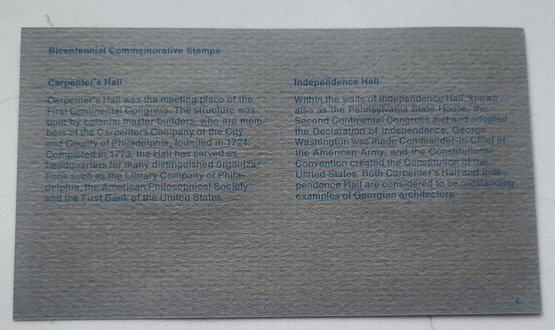 Bicentennial Commemorative Stamps
Carpenter's Hall
Carpenter's Hall was the meeting place of the
First Continental Congress. The structure was
built by colonial master builders, who are mem-
bers of the Carpenters Company of the City
and County of Philadelphia, founded in 1724.
Completed in 1773, the Hall has served as
headquarters for many distinguished organiza-
tions such as the Library Company of Phila-
delphia, the American Philosophical Society
and the First Bank of the United States.
Independence Hall
Within the walls of Independence Hall, known
also as the Pennsylvania State House, the
Second Continental Congress met and adopted
the Declaration of Independence, George
Washington was made Commander-in-Chief of
the American Army, and the Constitutional
Convention created the Constitution of the
United States. Both Carpenter's Hall and Inde-
pendence Hall are considered to be outstanding
examples of Georgian architecture.
4